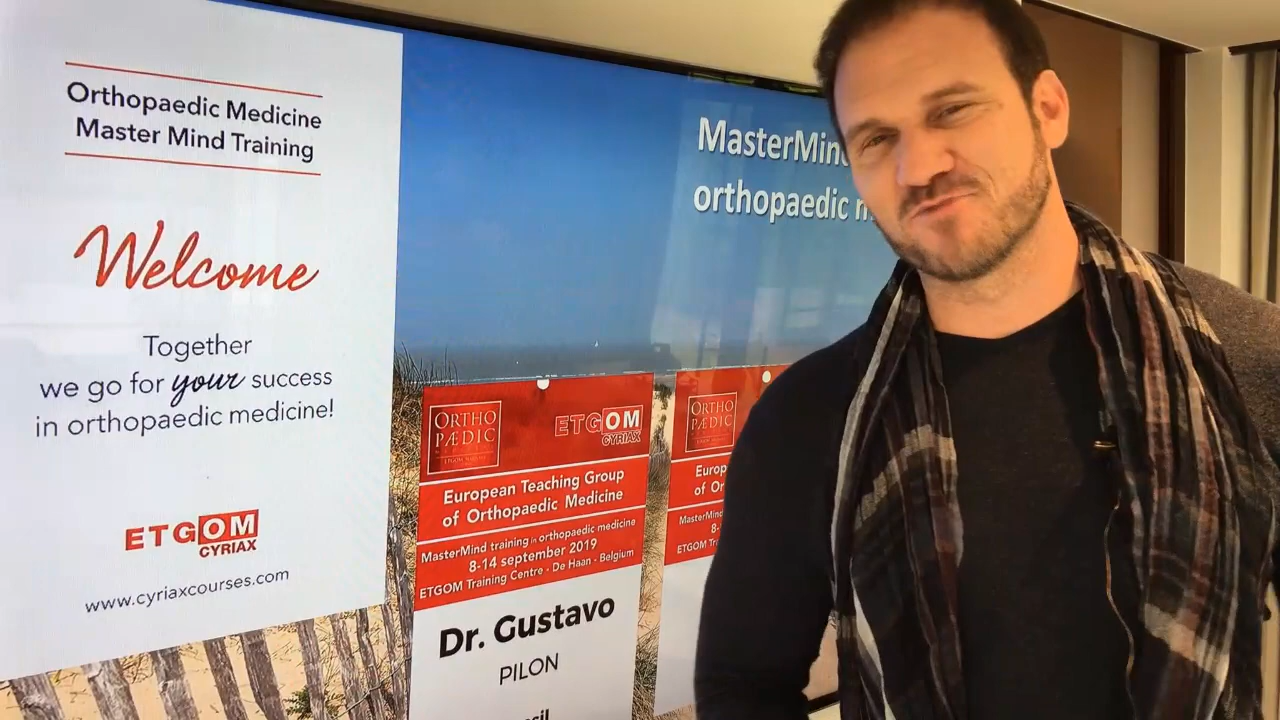 Orthopaedic Medicine
Master Mind Training
Welcome
Together
we go for your success
in orthopaedic medicine!
ETGOM
CYRIAX
www.cyriaxcourses.com
MasterMin
orthopaedic
ORTHO
PÆDIC
ETGOM
CYRIAX
European Teaching Group
of Orthopaedic Medicine
MasterMind training in orthopaedic medicine
8-14 september 2019
ETGOM Training Centre - De Haan - Belgium
Dr. Gustavo
PILON
ORTHO
PÆDIC
Europ
of Or
MasterMind
8-
ETGOM Tr